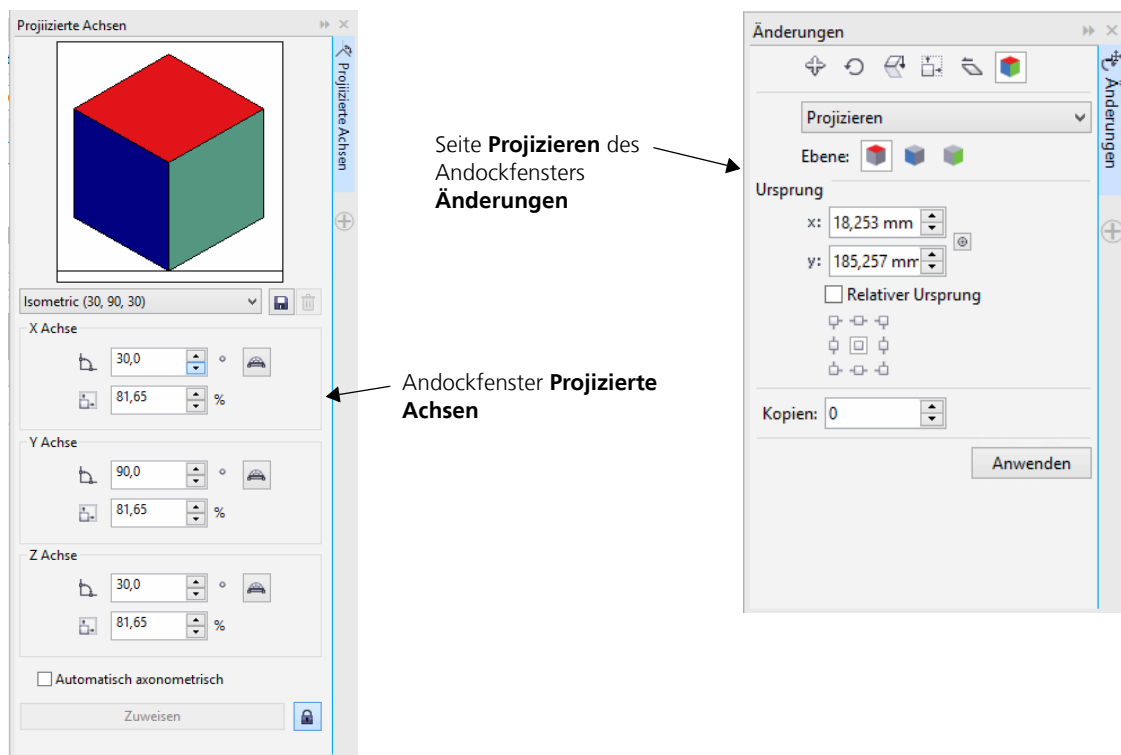 Projiizierte Achsen
Projiizierte Achsen
Isometric (30, 90, 30)
X Achse
30,0 °
81,65 %
Y Achse
90,0 °
81,65 %
Z Achse
30,0 °
81,65 %
Automatisch axonometrisch
Zuweisen
Andockfenster Projizierte
Achsen
Seite Projizieren des
Andockfensters
Änderungen
Änderungen
Änderungen
Projizieren
Ebene:
Ursprung
x: 18,253 mm
y: 185,257 mm
Relativer Ursprung
Kopien: 0
Anwenden